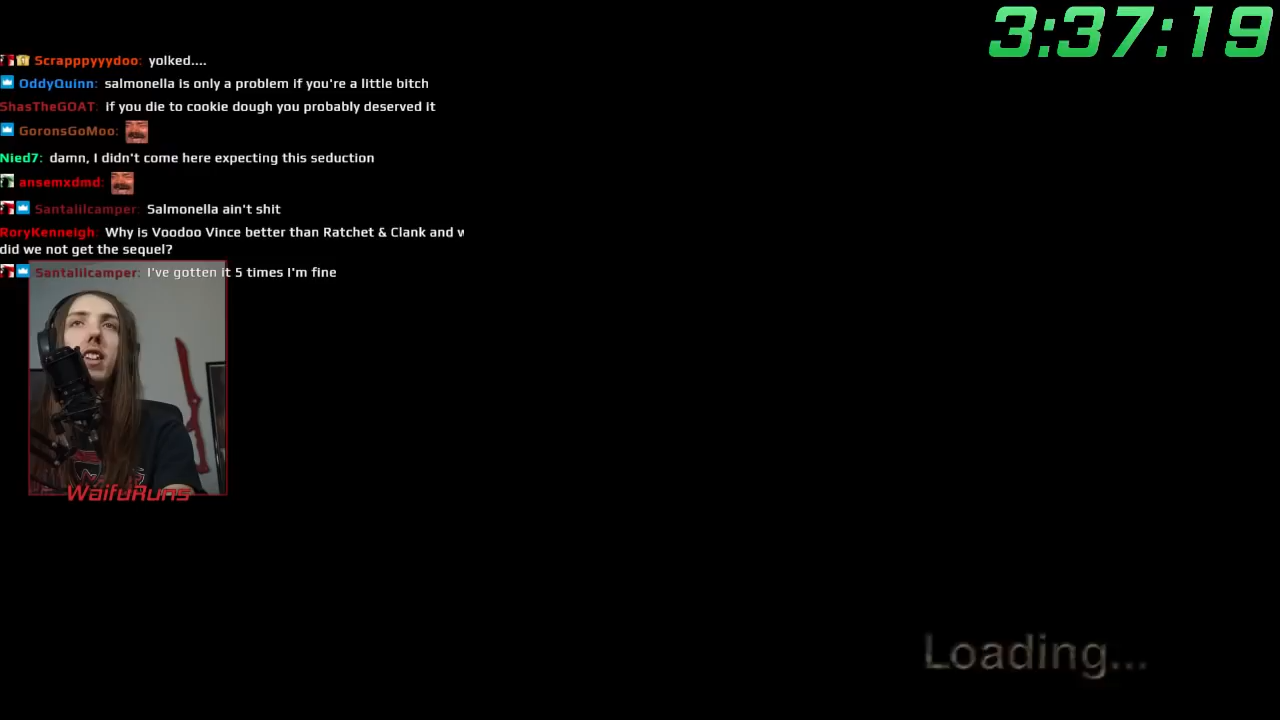 3:37:19
Scrapppyyydoo: yolked....
OddyQuinn: salmonella is only a problem if you're a little bitch
ShasTheGOAT: if you die to cookie dough you probably deserved it
GoronsGoMoo:
Nied7: damn, I didn't come here expecting this seduction
ansemxdmd:
Santalilcamper: Salmonella ain't shit
RoryKenneigh: Why is Voodoo Vince better than Ratchet & Clank and w
did we not get the sequel?
Santalilcamper: I've gotten it 5 times I'm fine
WaifuRuns
Loading...